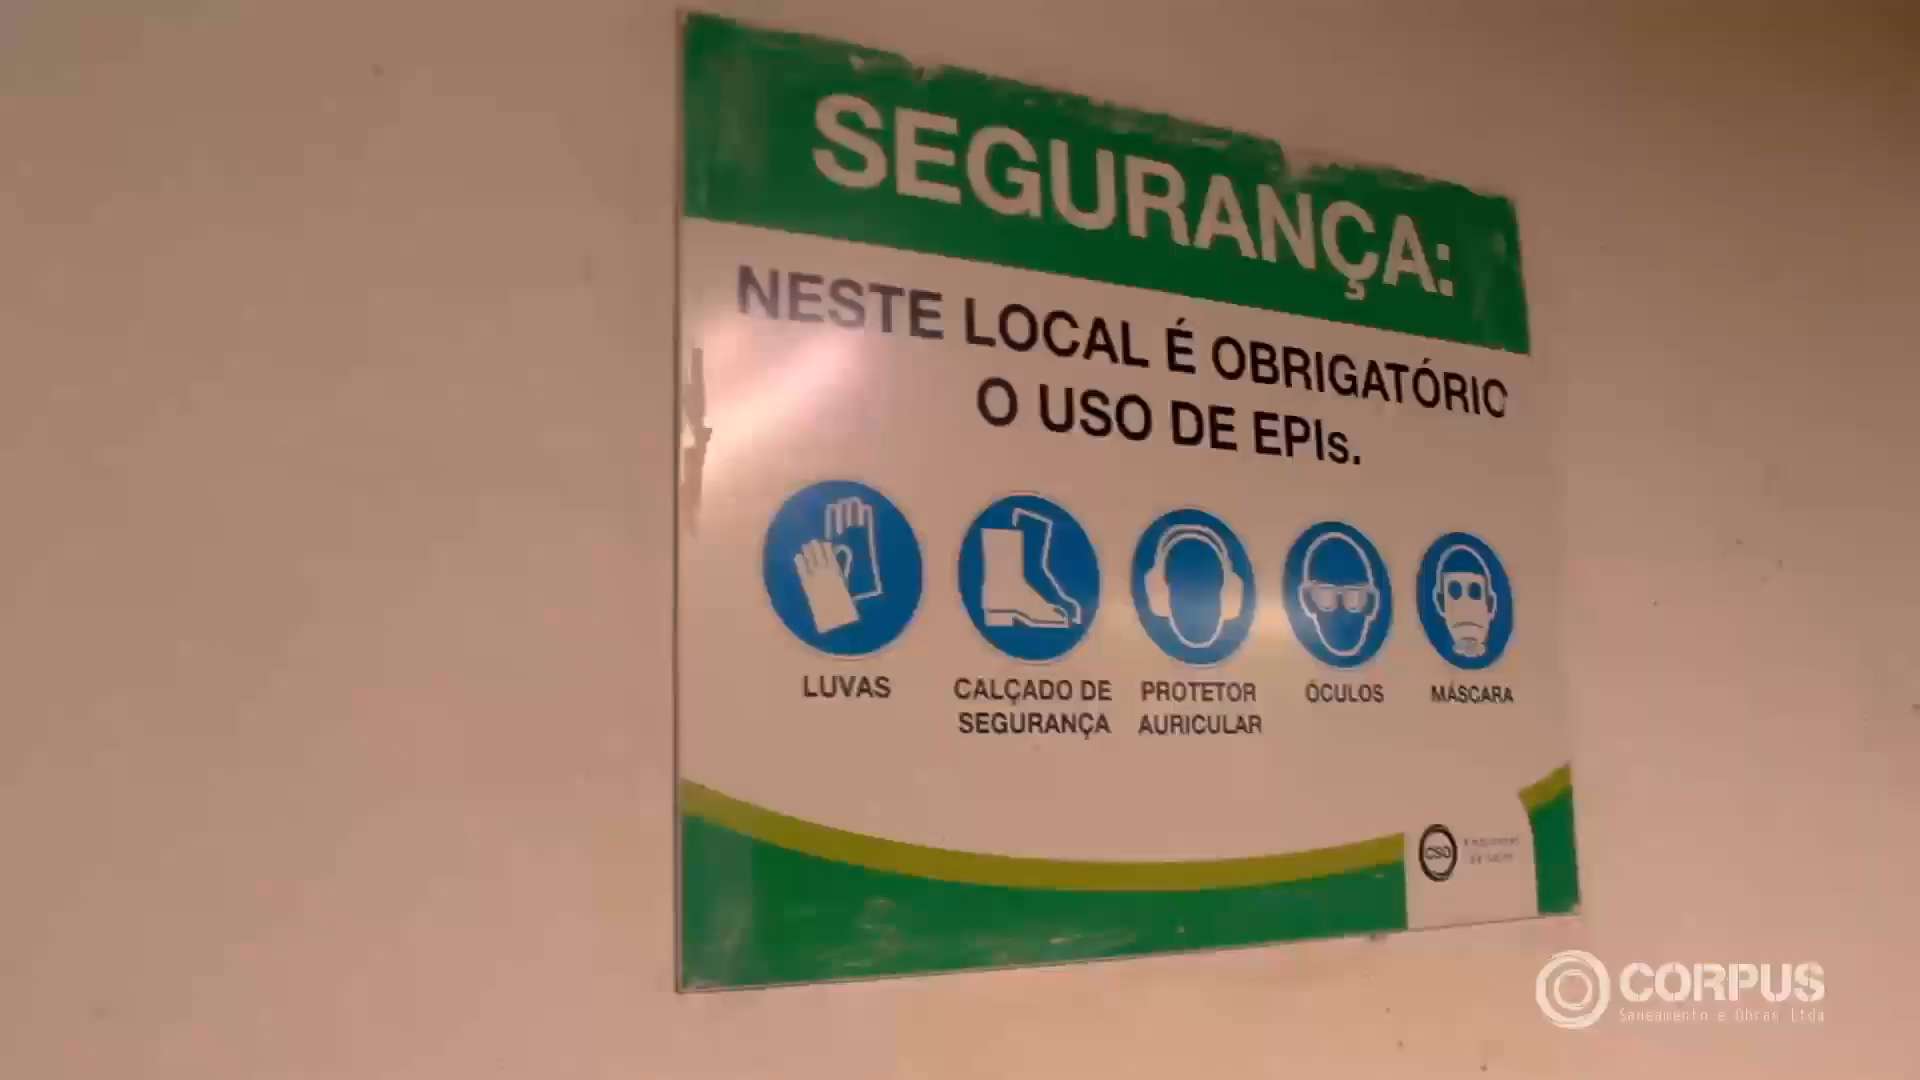 SEGURANÇA:
NESTE LOCAL É OBRIGATÓRIO
O USO DE EPIs.
LUVAS
CALÇADO DE
SEGURANÇA
PROTETOR
AURICULAR
ÓCULOS
MÁSCARA
CSO
CORPUS
Saneamento e Obras Ltda